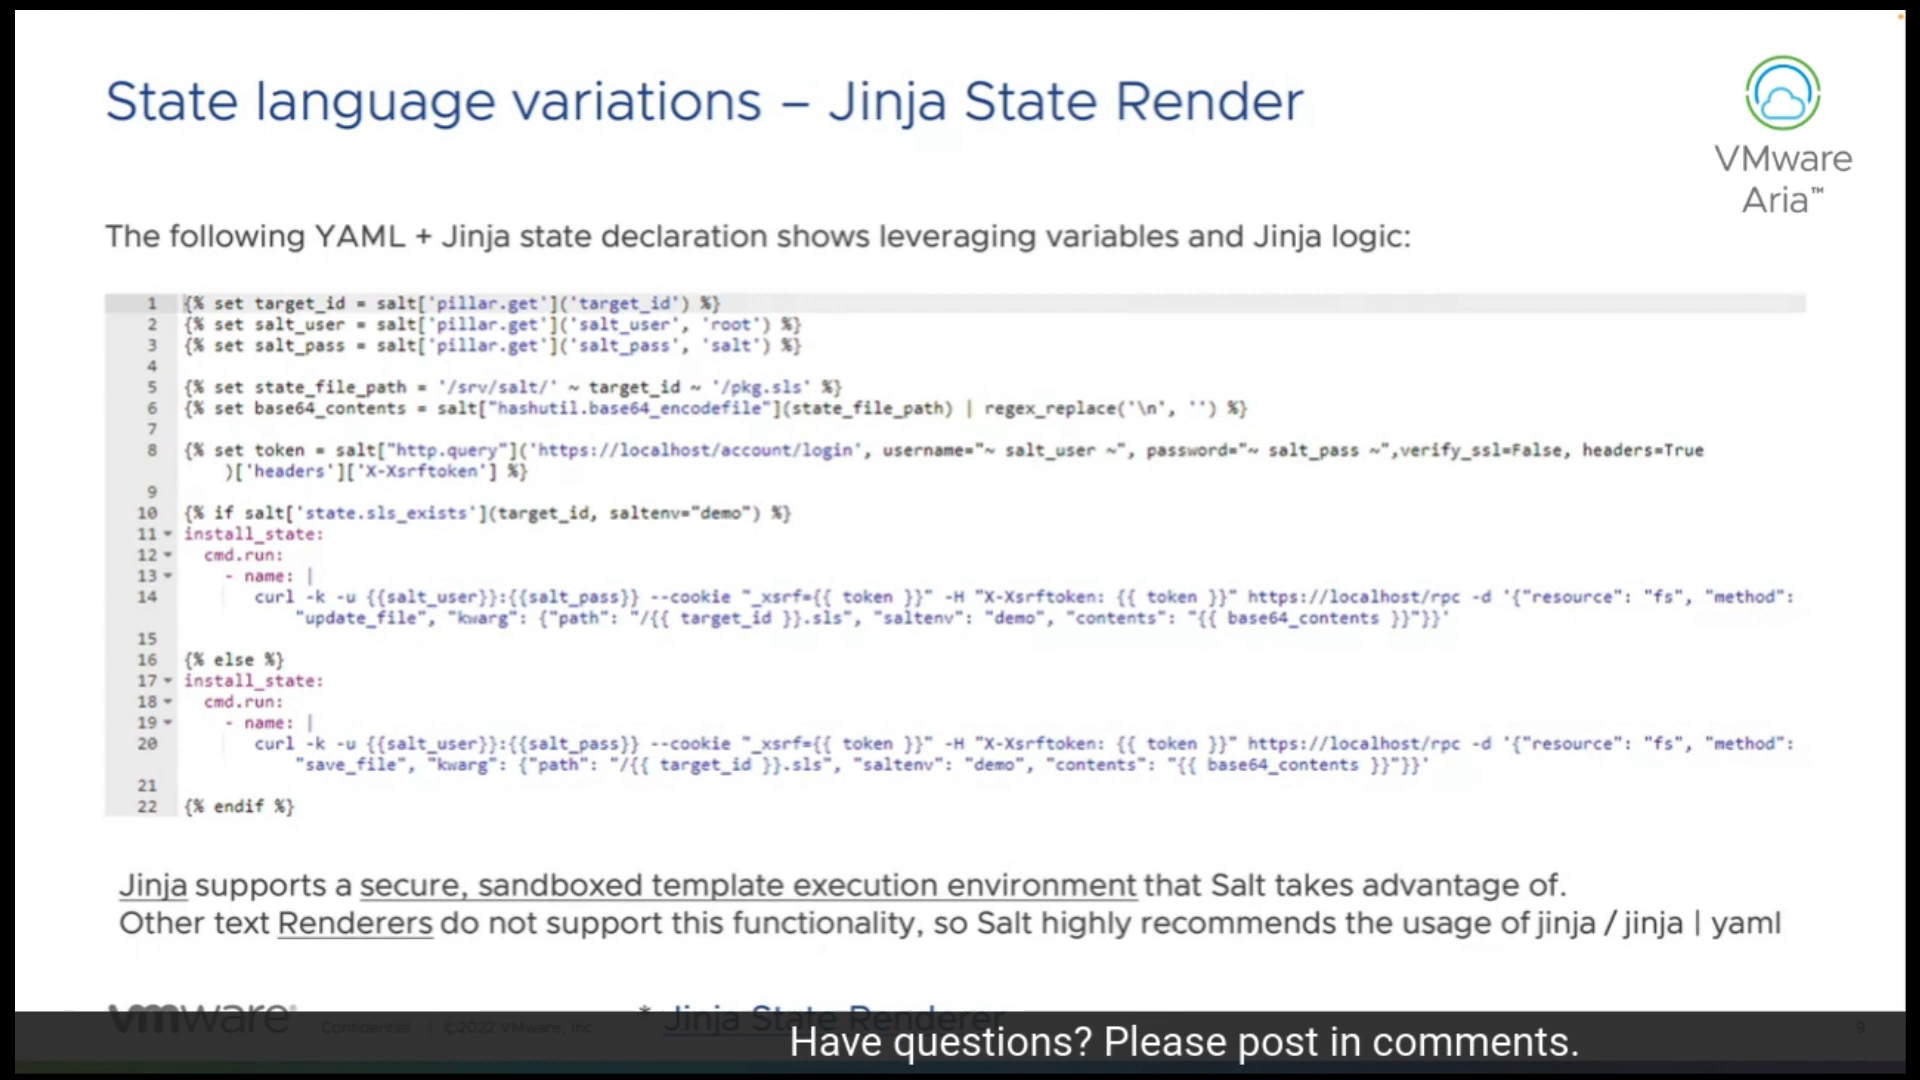 State language variations – Jinja State Render
VMware
Aria™
The following YAML + Jinja state declaration shows leveraging variables and Jinja logic:
1 {% set target_id = salt['pillar.get']('target_id') %}
2 {% set salt_user = salt['pillar.get']('salt_user', 'root') %}
3 {% set salt_pass = salt['pillar.get']('salt_pass', 'salt') %}
4
5 {% set state_file_path = '/srv/salt/' ~ target_id ~ '/pkg.sls' %}
6 {% set base64_contents = salt["hashutil.base64_encodefile"](state_file_path) | regex_replace('\n', '') %}
7
8 {% set token = salt["http.query"]('https://localhost/account/login', username="~ salt_user ~", password="~ salt_pass ~",verify_ssl=False, headers=True
)['headers']['X-Xsrftoken'] %}
9
10 {% if salt['state.sls_exists'](target_id, saltenv="demo") %}
11 install_state:
12 cmd.run:
13 - name: |
14 curl -k -u {{salt_user}}:{{salt_pass}} --cookie "_xsrf={{ token }}" -H "X-Xsrftoken: {{ token }}" https://localhost/rpc -d '{"resource": "fs", "method":
"update_file", "kwarg": {"path": "/{{ target_id }}.sls", "saltenv": "demo", "contents": "{{ base64_contents }}"}}'
15
16 {% else %}
17 install_state:
18 cmd.run:
19 - name: |
20 curl -k -u {{salt_user}}:{{salt_pass}} --cookie "_xsrf={{ token }}" -H "X-Xsrftoken: {{ token }}" https://localhost/rpc -d '{"resource": "fs", "method":
"save_file", "kwarg": {"path": "/{{ target_id }}.sls", "saltenv": "demo", "contents": "{{ base64_contents }}"}}'
21
22 {% endif %}
Jinja supports a secure, sandboxed template execution environment that Salt takes advantage of.
Other text Renderers do not support this functionality, so Salt highly recommends the usage of jinja / jinja | yaml
vmware® Confidential | ©2022 VMware, Inc * Jinja State Renderer 9
Have questions? Please post in comments.